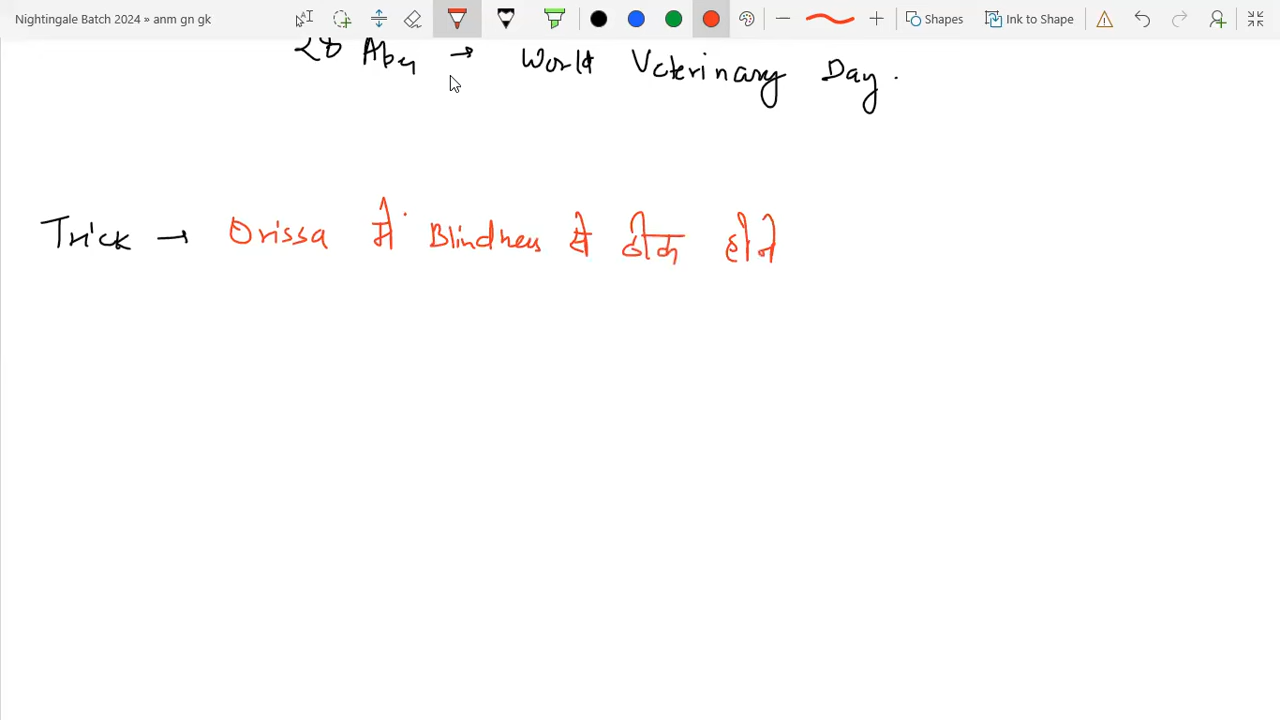 Nightingale Batch 2024 » anm gn gk Shapes Ink to Shape
28 Apr → World Veterinary Day.
Trick → Orissa में Blindness से ठीक होने